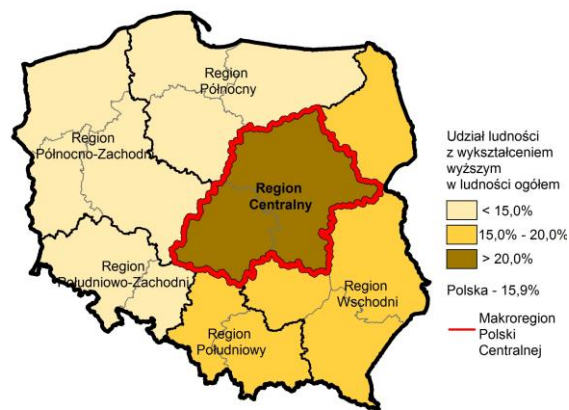 Region
Północny
Region
Północno-Zachodni
Region
Centralny
Region
Południowo-Zachodni
Region
Wschodni
Region
Południowy
Udział ludności
z wykształceniem
wyższym
w ludności ogółem
< 15,0%
15,0% - 20,0%
> 20,0%
Polska - 15,9%
Makroregion
Polski
Centralnej